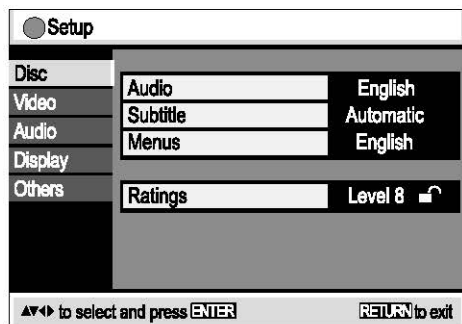 Setup
Disc
Video
Audio
Display
Others
Audio English
Subtitle Automatic
Menus English
Ratings Level 8
▲▼◀▶ to select and press ENTER RETURN to exit